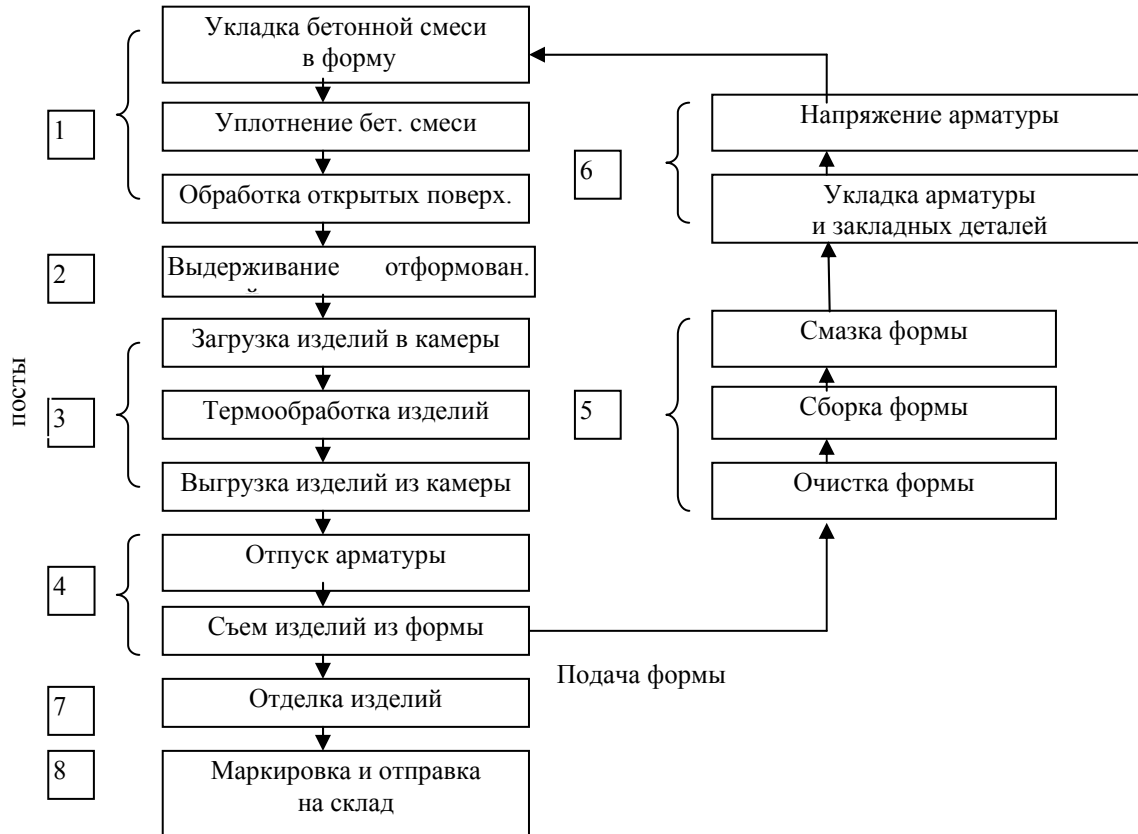 Укладка бетонной смеси
в форму
1
Уплотнение бет. смеси
Обработка открытых поверх.
2
Выдерживание отформован.
посты
Загрузка изделий в камеры
3
Термообработка изделий
Выгрузка изделий из камеры
4
Отпуск арматуры
Съем изделий из формы
Подача формы
7
Отделка изделий
8
Маркировка и отправка
на склад
Напряжение арматуры
6
Укладка арматуры
и закладных деталей
Смазка формы
5
Сборка формы
Очистка формы